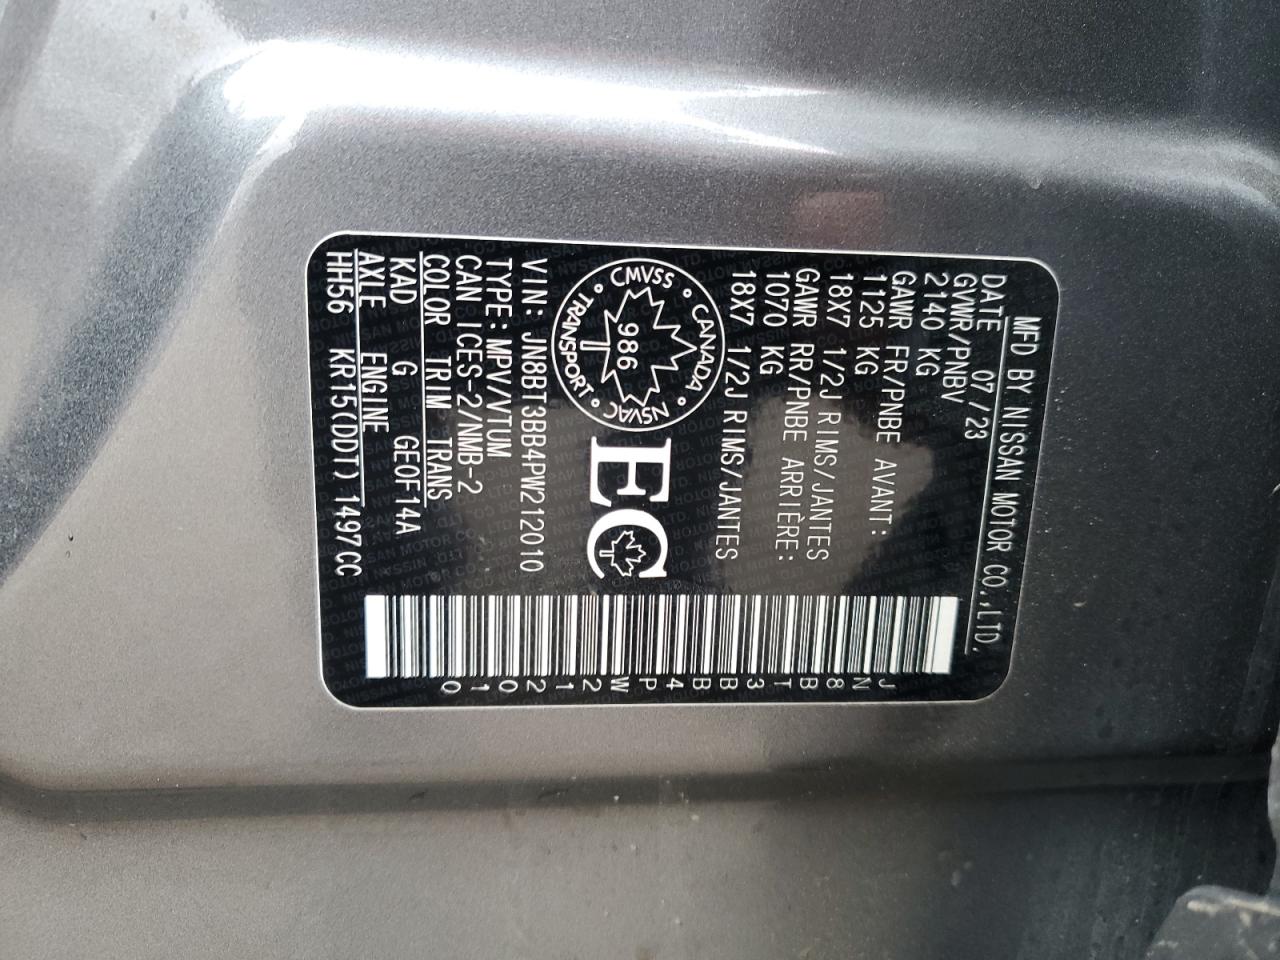 MFD BY NISSAN MOTOR CO.,LTD.
DATE 07/23
GVWR/PNBV
2140 KG
GAWR FR/PNBE AVANT:
1125 KG
18X7 1/2J RIMS/JANTES
GAWR RR/PNBE ARRIÈRE:
1070 KG
18X7 1/2J RIMS/JANTES
CMVSS • CANADA • NSVAC • TRANSPORT •
986
EC
VIN: JN8BT3BB4PW212010
TYPE:MPV/VTUM
CAN ICES-2/NMB-2
COLOR TRIM TRANS
KAD G GE0F14A
AXLE ENGINE
HH56 KR15(DDT)1497CC
JN8BT3BB4PW212010